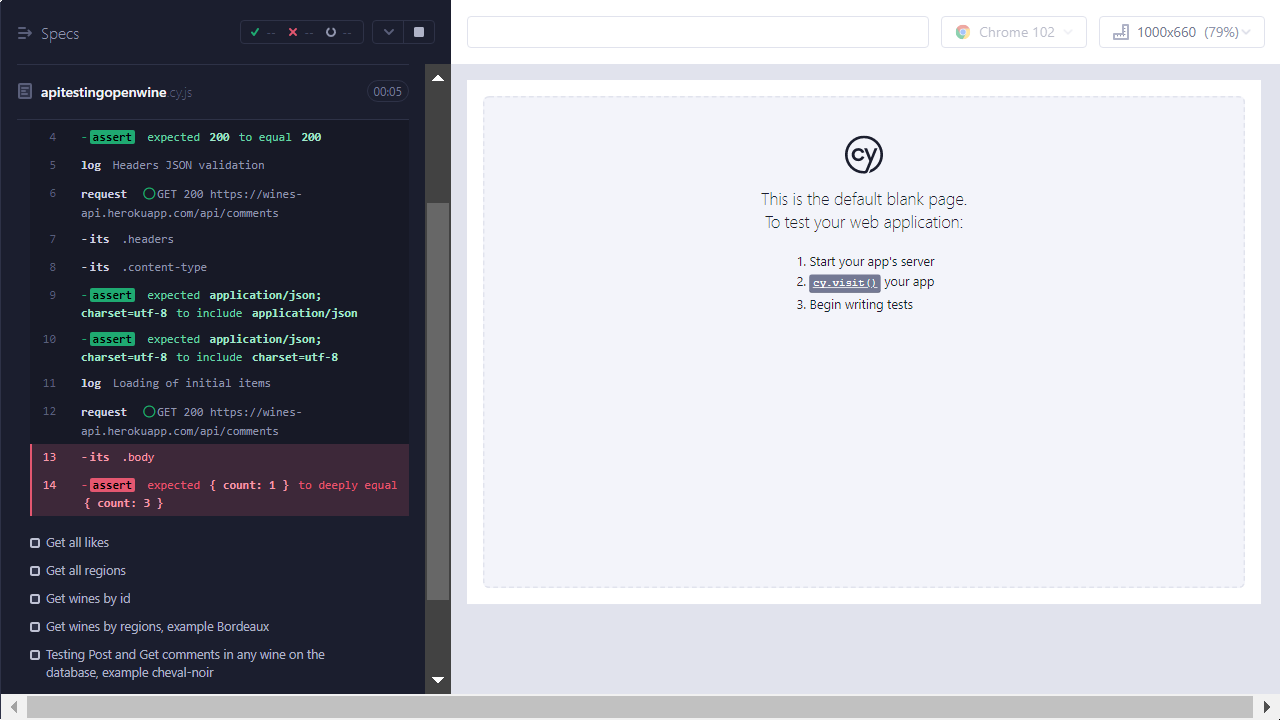 Specs
-- -- --
Chrome 102
1000x660 (79%)
apitestingopenwine.cy.js
00:05
4 -assert expected 200 to equal 200
5 log Headers JSON validation
6 request GET 200 https://wines-
api.herokuapp.com/api/comments
7 -its .headers
8 -its .content-type
9 -assert expected application/json;
charset=utf-8 to include application/json
10 -assert expected application/json;
charset=utf-8 to include charset=utf-8
11 log Loading of initial items
12 request GET 200 https://wines-
api.herokuapp.com/api/comments
13 -its .body
14 -assert expected { count: 1 } to deeply equal
{ count: 3 }
Get all likes
Get all regions
Get wines by id
Get wines by regions, example Bordeaux
Testing Post and Get comments in any wine on the
database, example cheval-noir
cy
This is the default blank page.
To test your web application:
1. Start your app's server
2. cy.visit() your app
3. Begin writing tests